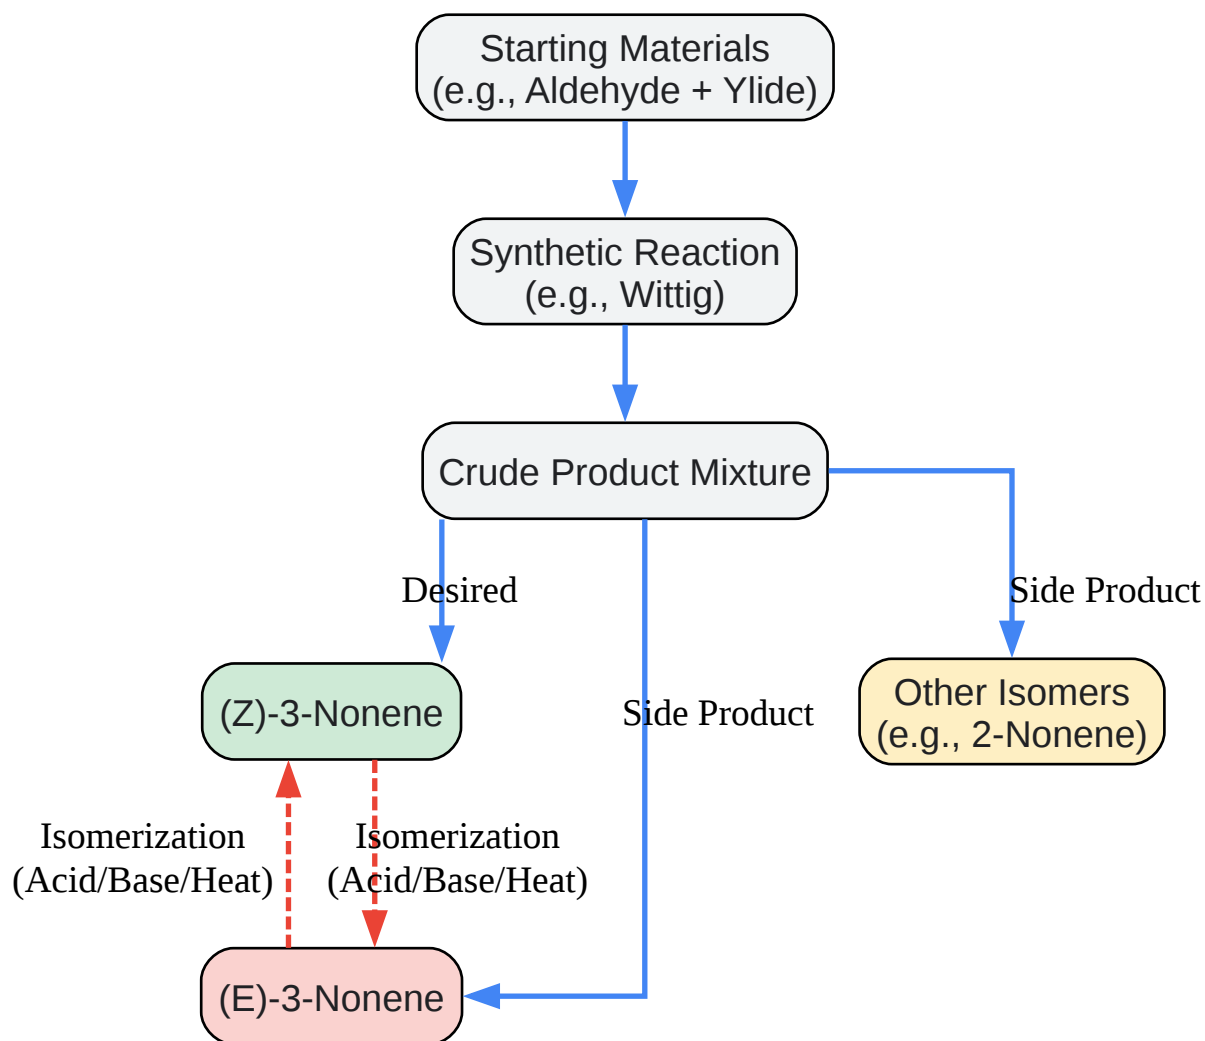 Starting Materials
(e.g., Aldehyde + Ylide)
Synthetic Reaction
(e.g., Wittig)
Crude Product Mixture
Desired
Side Product
(Z)-3-Nonene
Side Product
Other Isomers
(e.g., 2-Nonene)
Isomerization
(Acid/Base/Heat)
Isomerization
(Acid/Base/Heat)
(E)-3-Nonene